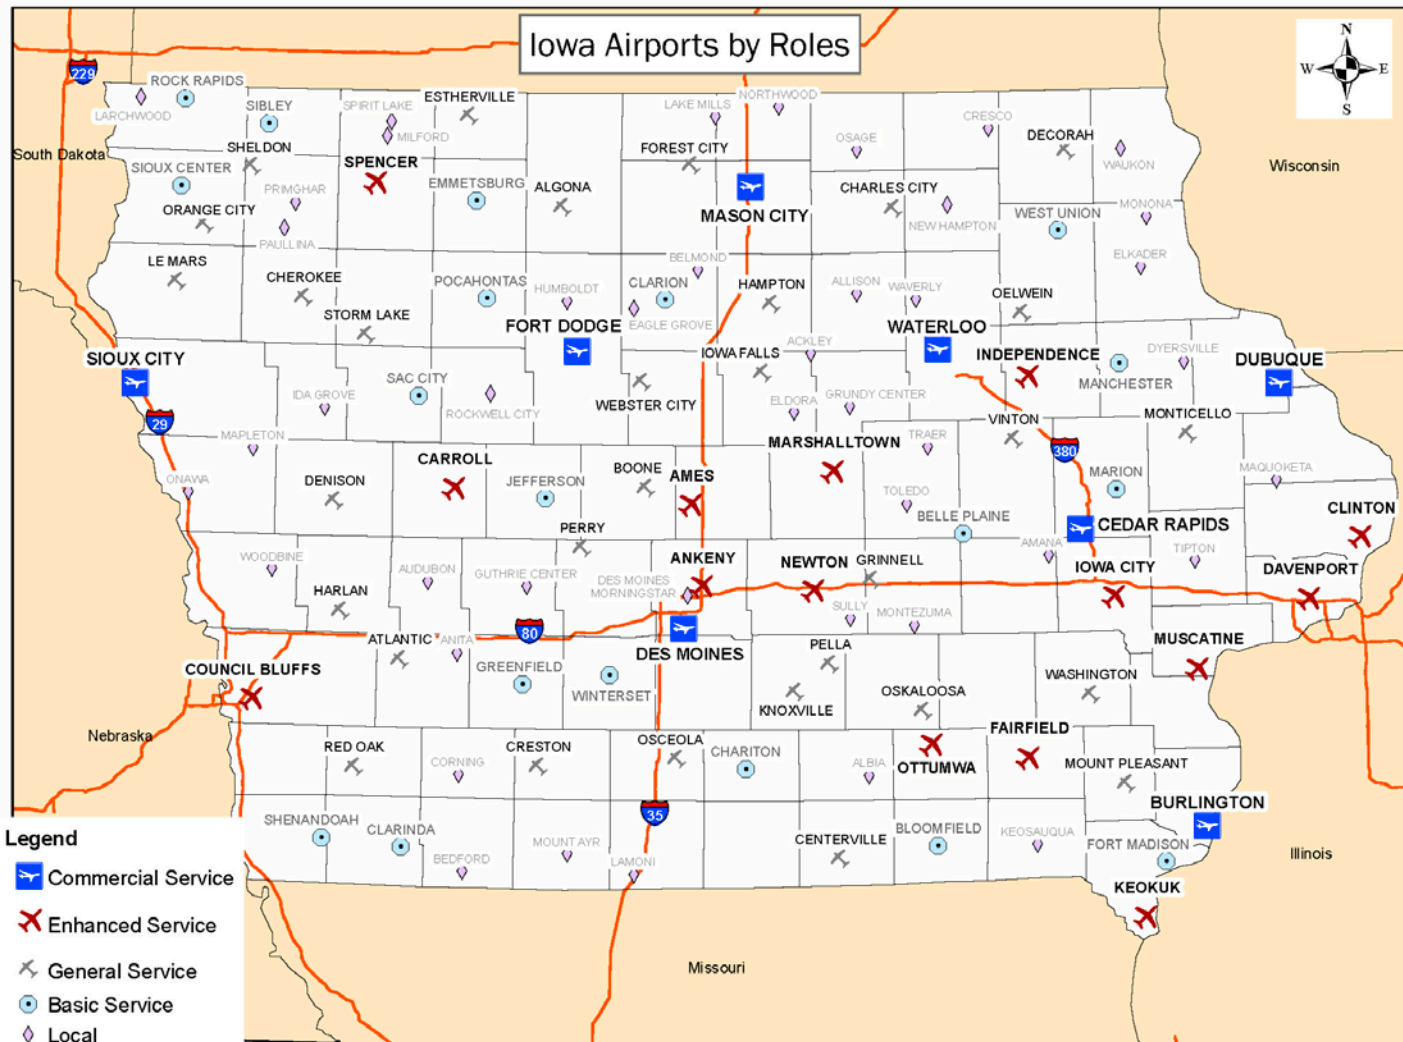 Iowa Airports by Roles
N
W
E
S
229
ROCK RAPIDS
LARCHWOOD
SIBLEY
SPIRIT LAKE
MILFORD
ESTHERVILLE
LAKE MILLS
NORTHWOOD
OSAGE
CRESCO
DECORAH
WAUKON
South Dakota
SHELDON
SPENCER
FOREST CITY
Wisconsin
SIOUX CENTER
PRIMGHAR
EMMETSBURG
ALGONA
MASON CITY
CHARLES CITY
NEW HAMPTON
WEST UNION
MONONA
ORANGE CITY
PAULLINA
LE MARS
CHEROKEE
POCAHONTAS
HUMBOLDT
CLARION
BELMOND
HAMPTON
ALLISON
WAVERLY
OELWEIN
ELKADER
STORM LAKE
FORT DODGE
EAGLE GROVE
WATERLOO
SIOUX CITY
IOWA FALLS
ACKLEY
INDEPENDENCE
MANCHESTER
DYERSVILLE
DUBUQUE
29
IDA GROVE
SAC CITY
ROCKWELL CITY
WEBSTER CITY
ELDORA
GRUNDY CENTER
VINTON
MONTICELLO
MAPLETON
MARSHALLTOWN
TRAER
380
ONAWA
DENISON
CARROLL
JEFFERSON
BOONE
AMES
TOLEDO
BELLE PLAINE
MARION
MAQUOKETA
CLINTON
PERRY
CEDAR RAPIDS
WOODBINE
HARLAN
AUDUBON
GUTHRIE CENTER
ANKENY
DES MOINES
MORNINGSTAR
NEWTON
GRINNELL
AMANA
IOWA CITY
TIPTON
DAVENPORT
SULLY
MONTEZUMA
80
ATLANTIC
ANITA
DES MOINES
PELLA
MUSCATINE
COUNCIL BLUFFS
GREENFIELD
WINTERSET
KNOXVILLE
OSKALOOSA
WASHINGTON
Nebraska
RED OAK
CORNING
CRESTON
OSCEOLA
CHARITON
ALBIA
OTTUMWA
FAIRFIELD
MOUNT PLEASANT
35
BURLINGTON
SHENANDOAH
CLARINDA
BEDFORD
MOUNT AYR
LAMONI
CENTERVILLE
BLOOMFIELD
KEOSAUQUA
FORT MADISON
Illinois
KEOKUK
Missouri
Legend
Commercial Service
Enhanced Service
General Service
Basic Service
Local